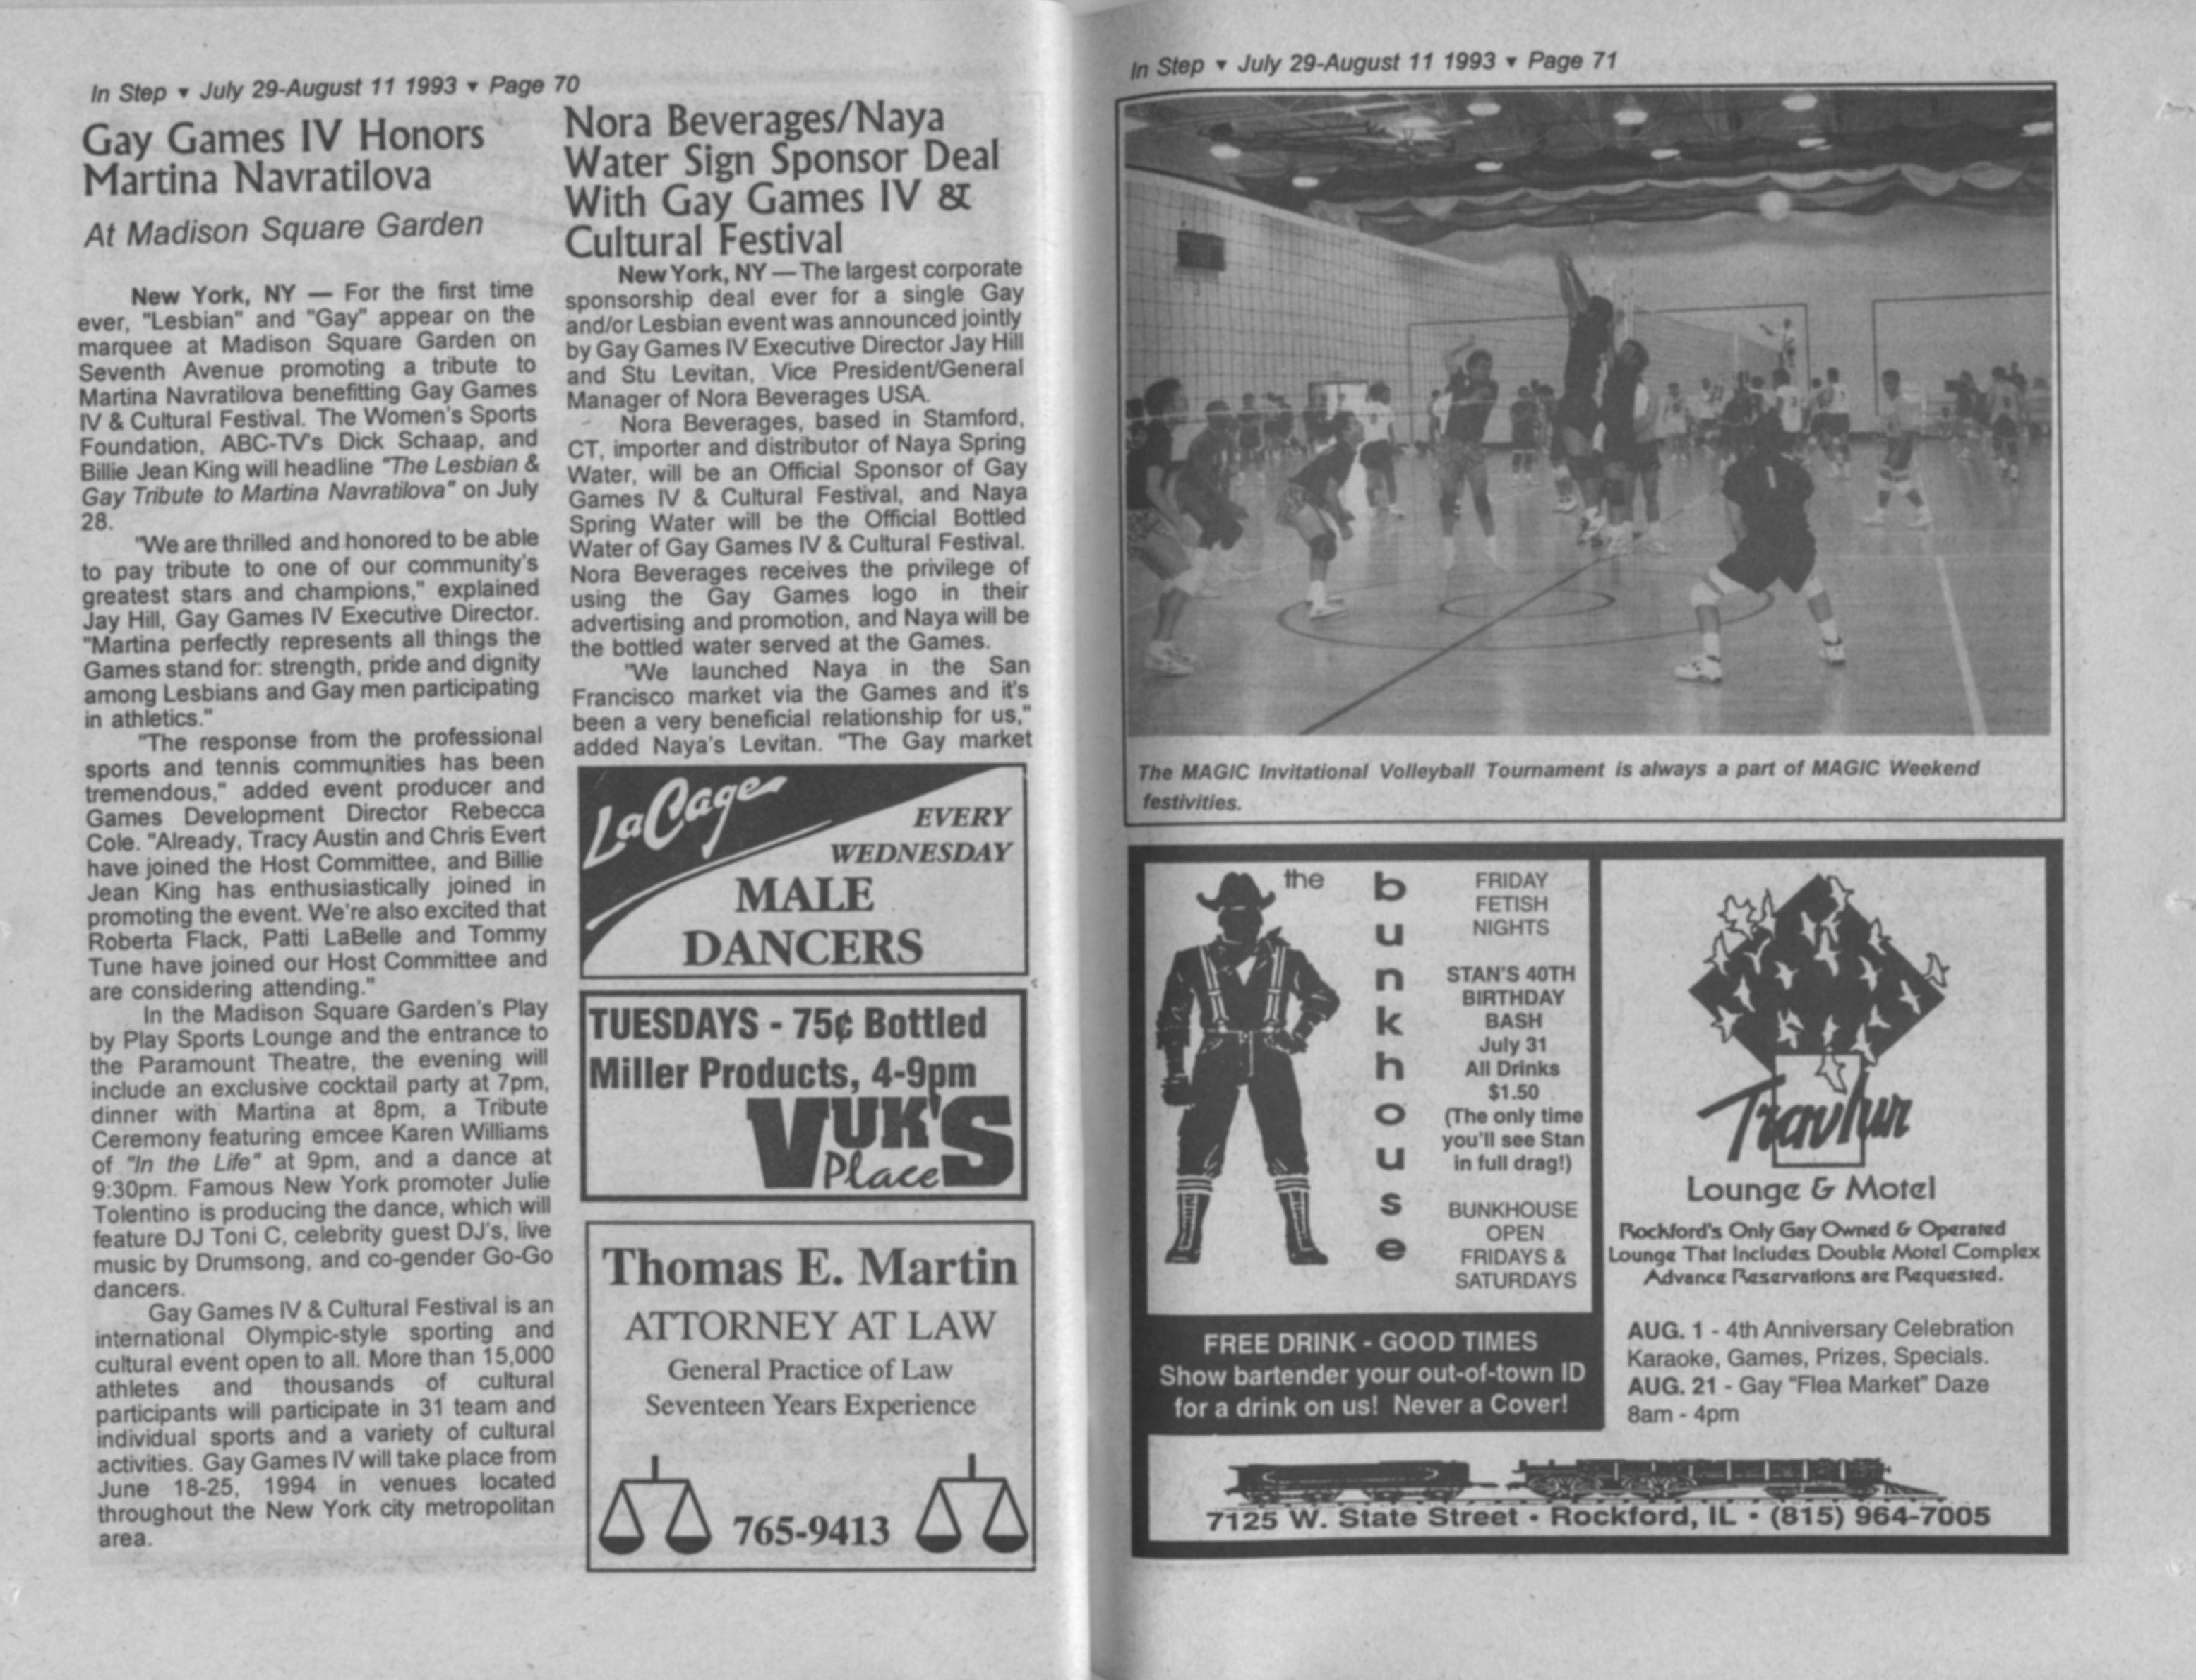 In Step ▾ July 29-August 11 1993 ▾ Page 70
Gay Games IV Honors
Martina Navratilova
At Madison Square Garden
New York, NY — For the first time
ever, "Lesbian" and "Gay" appear on the
marquee at Madison Square Garden on
Seventh Avenue promoting a tribute to
Martina Navratilova benefitting Gay Games
IV & Cultural Festival. The Women's Sports
Foundation, ABC-TV's Dick Schaap, and
Billie Jean King will headline "The Lesbian &
Gay Tribute to Martina Navratilova" on July
28.
"We are thrilled and honored to be able
to pay tribute to one of our community's
greatest stars and champions," explained
Jay Hill, Gay Games IV Executive Director.
"Martina perfectly represents all things the
Games stand for: strength, pride and dignity
among Lesbians and Gay men participating
in athletics."
"The response from the professional
sports and tennis communities has been
tremendous," added event producer and
Games Development Director Rebecca
Cole. "Already, Tracy Austin and Chris Evert
have joined the Host Committee, and Billie
Jean King has enthusiastically joined in
promoting the event. We're also excited that
Roberta Flack, Patti LaBelle and Tommy
Tune have joined our Host Committee and
are considering attending."
In the Madison Square Garden's Play
by Play Sports Lounge and the entrance to
the Paramount Theatre, the evening will
include an exclusive cocktail party at 7pm,
dinner with Martina at 8pm, a Tribute
Ceremony featuring emcee Karen Williams
of "In the Life" at 9pm, and a dance at
9:30pm. Famous New York promoter Julie
Tolentino is producing the dance, which will
feature DJ Toni C, celebrity guest DJ's, live
music by Drumsong, and co-gender Go-Go
dancers.
Gay Games IV & Cultural Festival is an
international Olympic-style sporting and
cultural event open to all. More than 15,000
athletes and thousands of cultural
participants will participate in 31 team and
individual sports and a variety of cultural
activities. Gay Games IV will take place from
June 18-25, 1994 in venues located
throughout the New York city metropolitan
area.
Nora Beverages/Naya
Water Sign Sponsor Deal
With Gay Games IV &
Cultural Festival
New York, NY — The largest corporate
sponsorship deal ever for a single Gay
and/or Lesbian event was announced jointly
by Gay Games IV Executive Director Jay Hill
and Stu Levitan, Vice President/General
Manager of Nora Beverages USA.
Nora Beverages, based in Stamford,
CT, importer and distributor of Naya Spring
Water, will be an Official Sponsor of Gay
Games IV & Cultural Festival, and Naya
Spring Water will be the Official Bottled
Water of Gay Games IV & Cultural Festival.
Nora Beverages receives the privilege of
using the Gay Games logo in their
advertising and promotion, and Naya will be
the bottled water served at the Games.
"We launched Naya in the San
Francisco market via the Games and it's
been a very beneficial relationship for us,"
added Naya's Levitan. "The Gay market
LaCage
EVERY
WEDNESDAY
MALE
DANCERS
TUESDAYS - 75¢ Bottled
Miller Products, 4-9pm
VUK'S
Place
Thomas E. Martin
ATTORNEY AT LAW
General Practice of Law
Seventeen Years Experience
765-9413
In Step ▾ July 29-August 11 1993 ▾ Page 71
The MAGIC Invitational Volleyball Tournament is always a part of MAGIC Weekend
festivities.
the
bunkhouse
FRIDAY
FETISH
NIGHTS
STAN'S 40TH
BIRTHDAY
BASH
July 31
All Drinks
$1.50
(The only time
you'll see Stan
in full drag!)
BUNKHOUSE
OPEN
FRIDAYS &
SATURDAYS
FREE DRINK - GOOD TIMES
Show bartender your out-of-town ID
for a drink on us! Never a Cover!
Lounge & Motel
Rockford's Only Gay Owned & Operated
Lounge That Includes Double Motel Complex
Advance Reservations are Requested.
AUG. 1 - 4th Anniversary Celebration
Karaoke, Games, Prizes, Specials.
AUG. 21 - Gay "Flea Market" Daze
8am - 4pm
7125 W. State Street • Rockford, IL • (815) 964-7005